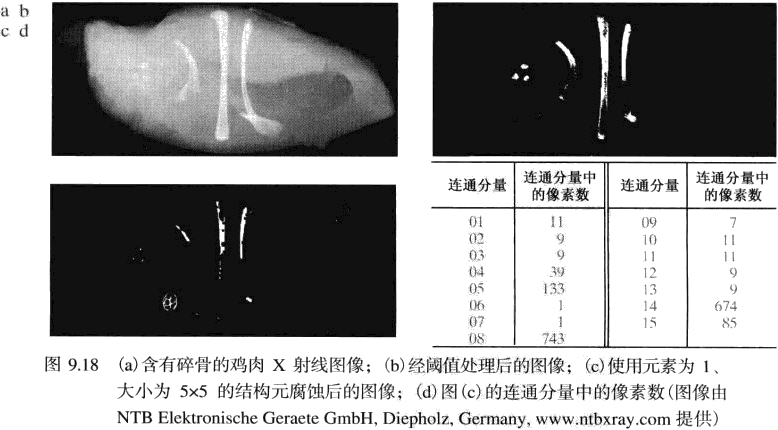 a b
c d
连通分量 连通分量中的像素数 连通分量 连通分量中的像素数
01 11 09 7
02 9 10 11
03 9 11 11
04 39 12 9
05 133 13 9
06 1 14 674
07 1 15 85
08 743
图 9.18 (a)含有碎骨的鸡肉 X 射线图像；(b)经阈值处理后的图像；(c)使用元素为 1、
大小为 5×5 的结构元腐蚀后的图像；(d)图(c)的连通分量中的像素数(图像由
NTB Elektronische Geraete GmbH, Diepholz, Germany, www.ntbxray.com 提供)